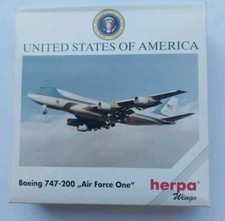 UNITED STATES OF AMERICA
Boeing 747-200 „Air Force One“
herpa
Wings